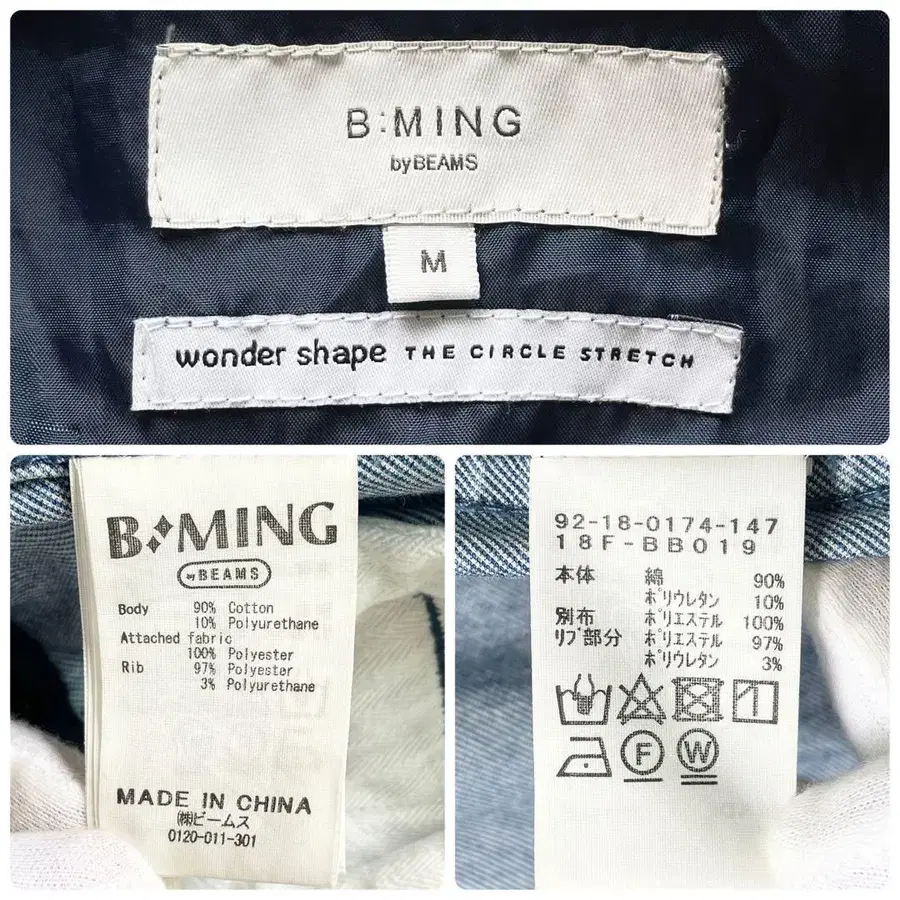 B:MING
by BEAMS
M
wonder shape THE CIRCLE STRETCH
B:MING
by BEAMS
Body 90% Cotton
10% Polyurethane
Attached fabric
100% Polyester
Rib 97% Polyester
3% Polyurethane
MADE IN CHINA
㈱ビームス
0120-011-301
92-18-0174-147
18F-BB019
本体 綿 90%
ポリウレタン 10%
別布 ポリエステル 100%
リブ部分 ポリエステル 97%
ポリウレタン 3%
F
W